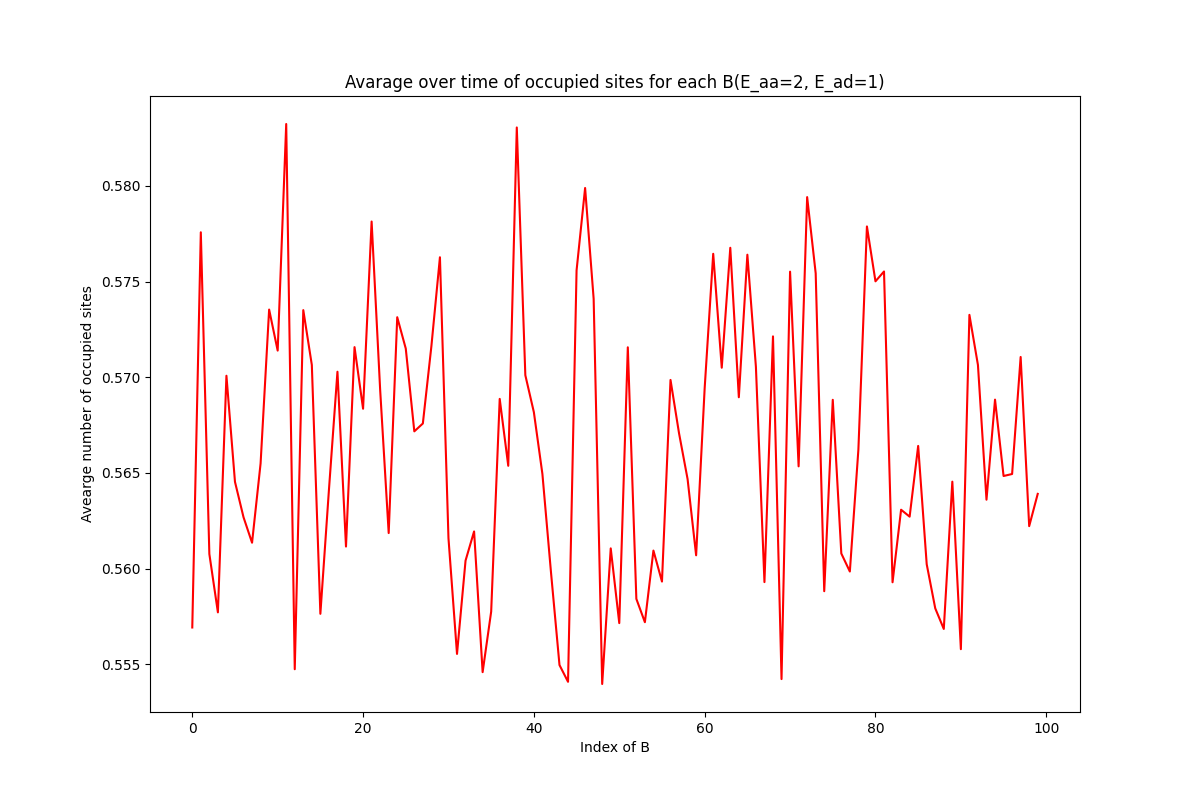 Avarage over time of occupied sites for each B(E_aa=2, E_ad=1)
Avearge number of occupied sites
0.580
0.575
0.570
0.565
0.560
0.555
0 20 40 60 80 100
Index of B